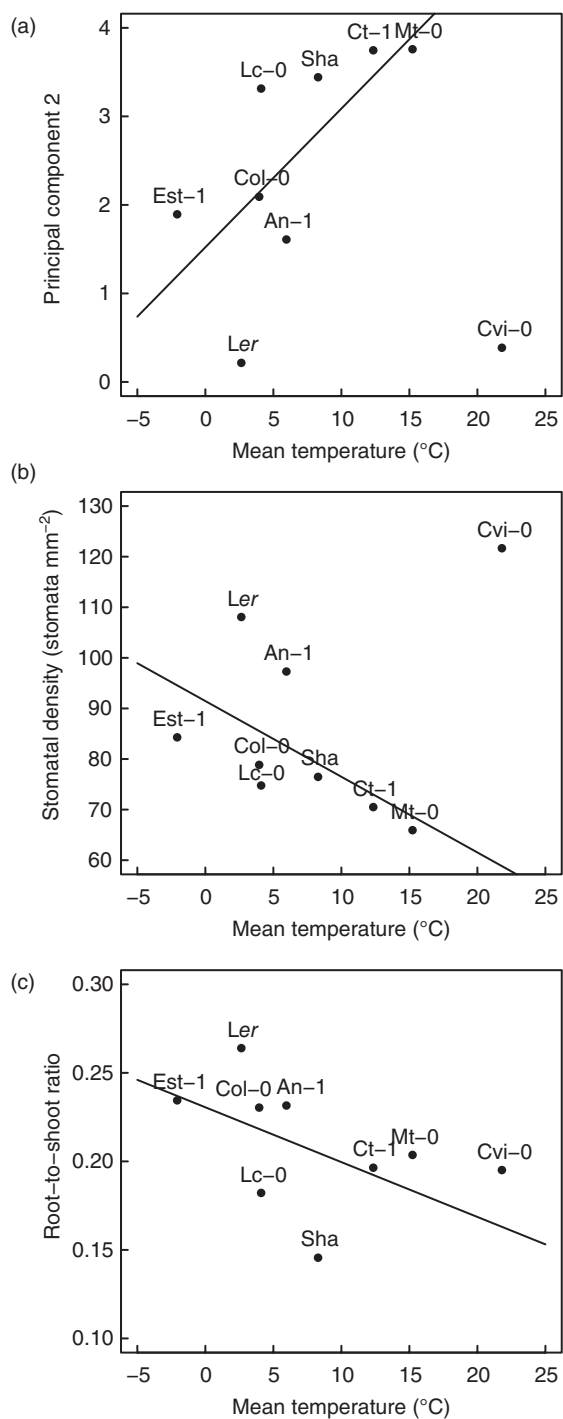 (a)
Principal component 2
4
3
2
1
0
Ct−1 Mt−0
Sha
Lc−0
Col−0
Est−1
An−1
Ler
Cvi−0
−5 0 5 10 15 20 25
Mean temperature (°C)
(b)
Stomatal density (stomata mm⁻²)
130
120
110
100
90
80
70
60
Cvi−0
Ler
An−1
Est−1
Col−0
Sha
Lc−0
Ct−1
Mt−0
−5 0 5 10 15 20 25
Mean temperature (°C)
(c)
Root−to−shoot ratio
0.30
0.25
0.20
0.15
0.10
Ler
Est−1
Col−0 An−1
Mt−0
Ct−1
Cvi−0
Lc−0
Sha
−5 0 5 10 15 20 25
Mean temperature (°C)